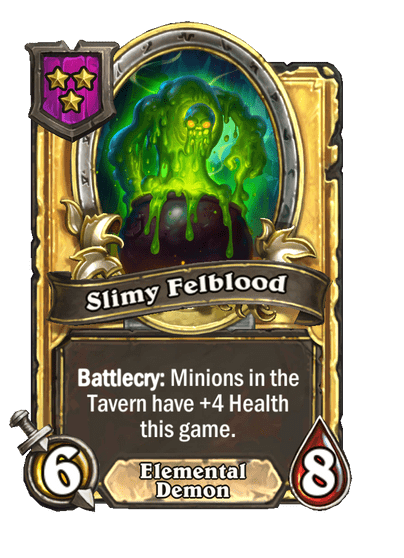 Slimy Felblood
Battlecry: Minions in the
Tavern have +4 Health
this game.
6
Elemental
Demon
8